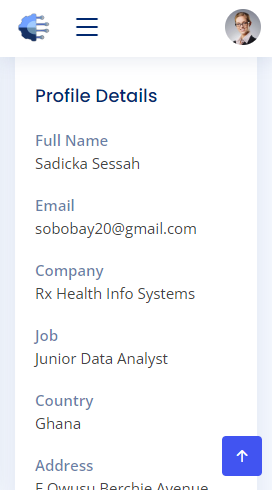 Profile Details
Full Name
Sadicka Sessah
Email
sobobay20@gmail.com
Company
Rx Health Info Systems
Job
Junior Data Analyst
Country
Ghana
Address
F Owusu Berchie Avenue